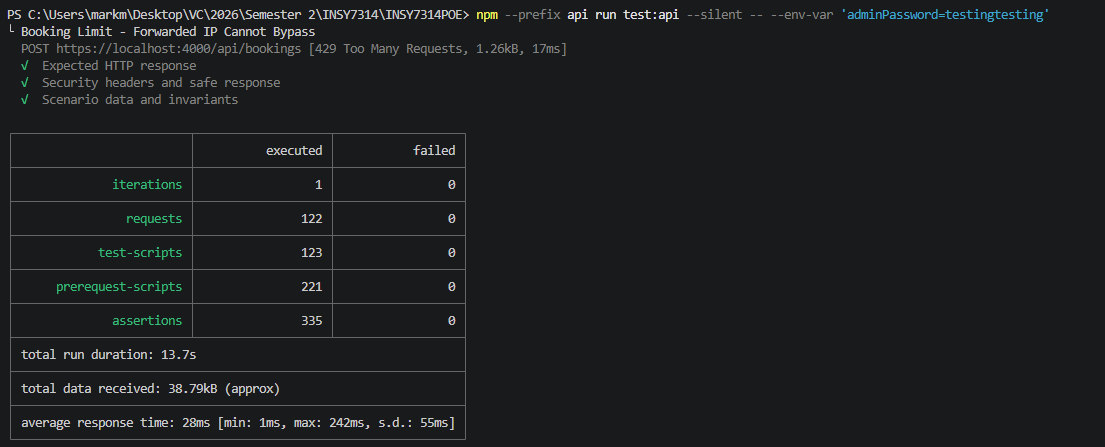 PS C:\Users\markm\Desktop\VC\2026\Semester 2\INSY7314\INSY7314POE> npm --prefix api run test:api --silent -- --env-var 'adminPassword=testingtesting'
└ Booking Limit - Forwarded IP Cannot Bypass
POST https://localhost:4000/api/bookings [429 Too Many Requests, 1.26kB, 17ms]
√ Expected HTTP response
√ Security headers and safe response
√ Scenario data and invariants
executed failed
iterations 1 0
requests 122 0
test-scripts 123 0
prerequest-scripts 221 0
assertions 335 0
total run duration: 13.7s
total data received: 38.79kB (approx)
average response time: 28ms [min: 1ms, max: 242ms, s.d.: 55ms]